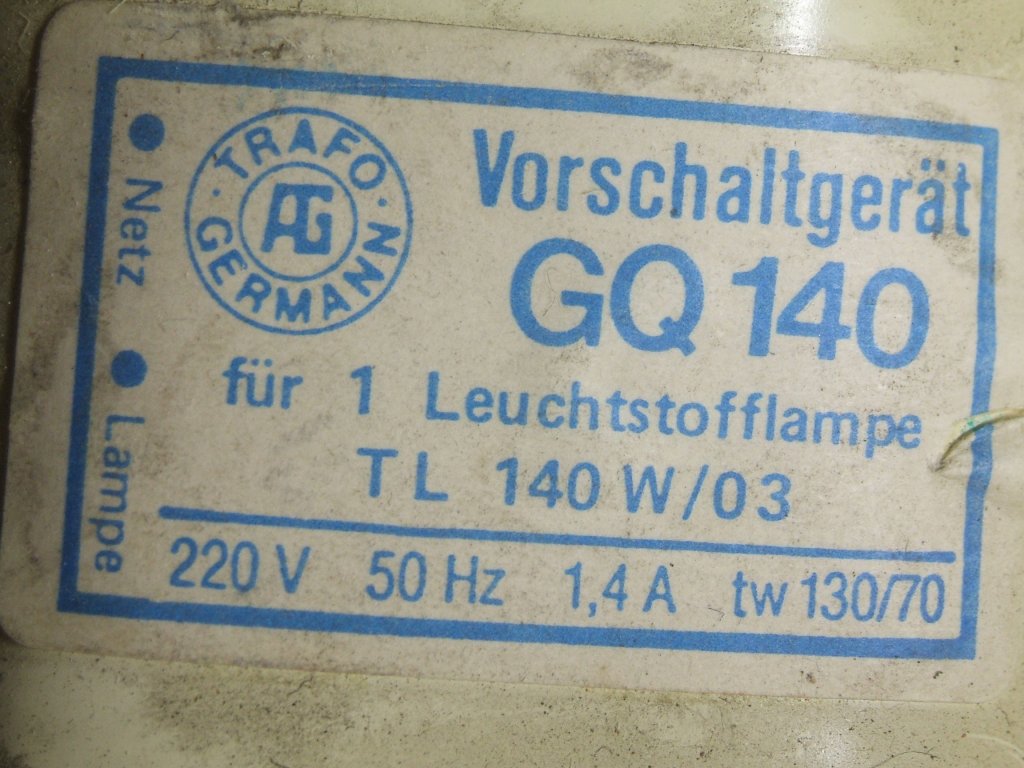 Netz
Lampe
TRAFO
AG
GERMANN
Vorschaltgerät
GQ 140
für 1 Leuchtstofflampe
TL 140 W/03
220 V 50 Hz 1,4 A tw 130/70